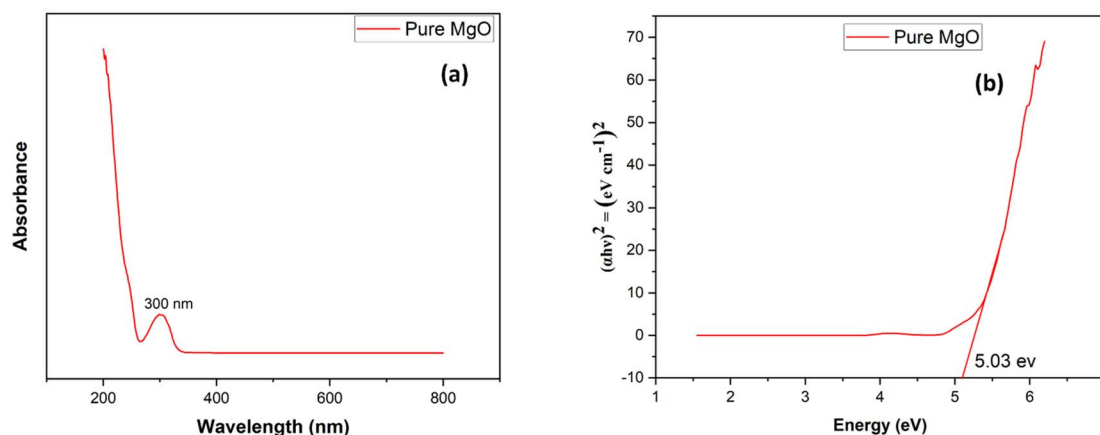 Pure MgO
(a)
300 nm
Absorbance
200 400 600 800
Wavelength (nm)
Pure MgO
(b)
70
60
50
40
30
20
10
0
-10
(αhν)² = (eV cm⁻¹)²
5.03 ev
1 2 3 4 5 6
Energy (eV)